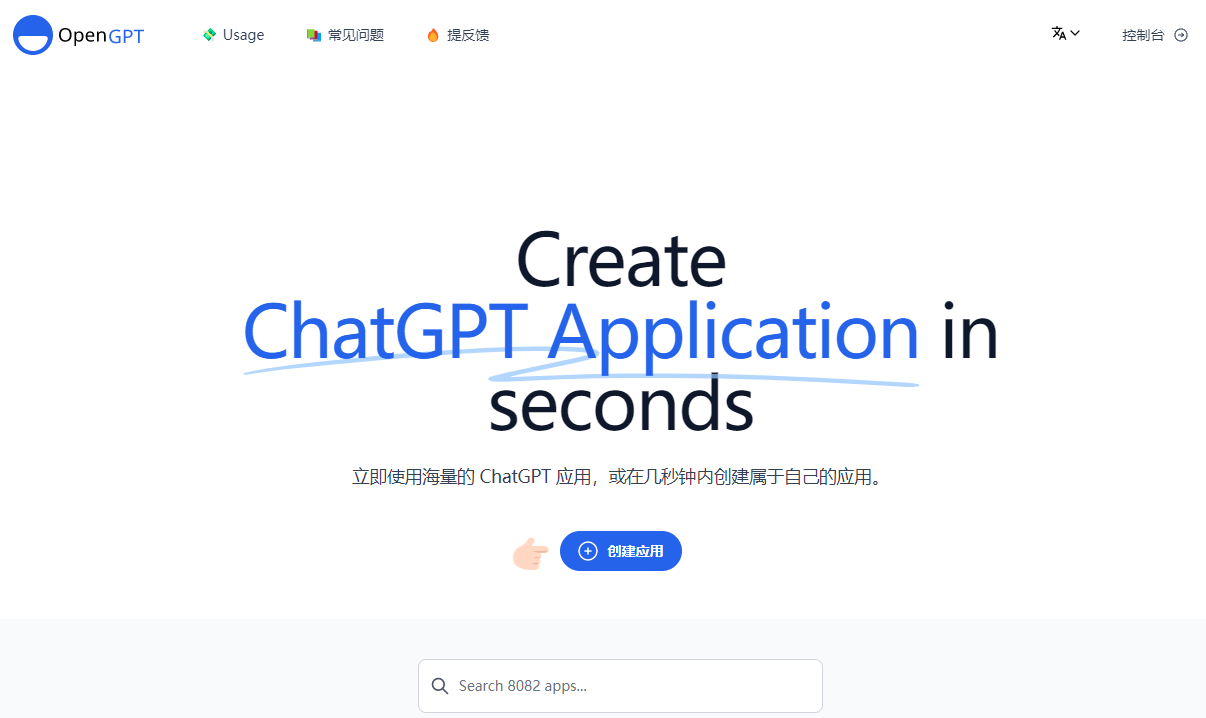 OpenGPT
Usage
常见问题
提反馈
控制台
Create
ChatGPT Application in
seconds
立即使用海量的 ChatGPT 应用，或在几秒钟内创建属于自己的应用。
创建应用
Search 8082 apps...